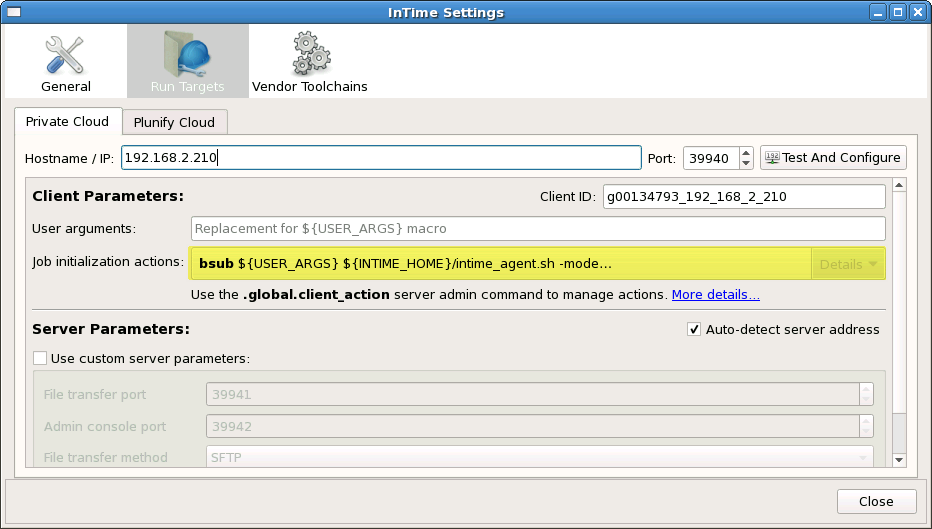 InTime Settings
General
Run Targets
Vendor Toolchains
Private Cloud
Plunify Cloud
Hostname / IP: 192.168.2.210 Port: 39940 Test And Configure
Client Parameters: Client ID: g00134793_192_168_2_210
User arguments: Replacement for ${USER_ARGS} macro
Job initialization actions: bsub ${USER_ARGS} ${INTIME_HOME}/intime_agent.sh -mode... Details
Use the .global.client_action server admin command to manage actions. More details...
Server Parameters: Auto-detect server address
Use custom server parameters:
File transfer port 39941
Admin console port 39942
File transfer method SFTP
Close